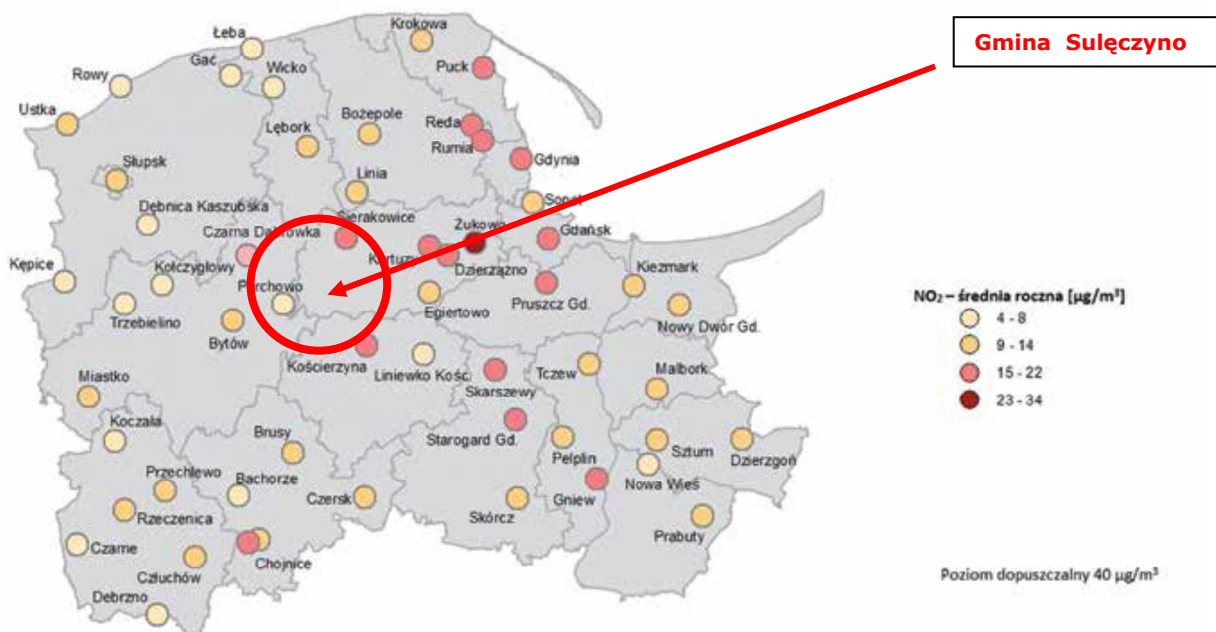 Gmina Sulęczyno
Krokowa
Łeba
Gać
Wicko
Puck
Rowy
Ustka
Bożepole
Reda
Lębork
Rumia
Gdynia
Słupsk
Linia
Sopot
Dębnica Kaszubska
Sierakowice
Żukowo
Gdańsk
Czarna Dąbrówka
Kartuzy
Dzierżążno
Kiezmark
Kępice
Kołczygłowy
Parchowo
Pruszcz Gd.
Trzebielino
Egiertowo
Nowy Dwór Gd.
Bytów
Kościerzyna
Liniewko Kośc.
Tczew
Malbork
Miastko
Skarszewy
Koczała
Brusy
Starogard Gd.
Pelplin
Sztum
Dzierzgoń
Przechlewo
Bachorze
Nowa Wieś
Czersk
Gniew
Rzeczenica
Skórcz
Prabuty
Czarne
Chojnice
Człuchów
Debrzno
NO₂ – średnia roczna [µg/m³]
4 - 8
9 - 14
15 - 22
23 - 34
Poziom dopuszczalny 40 µg/m³